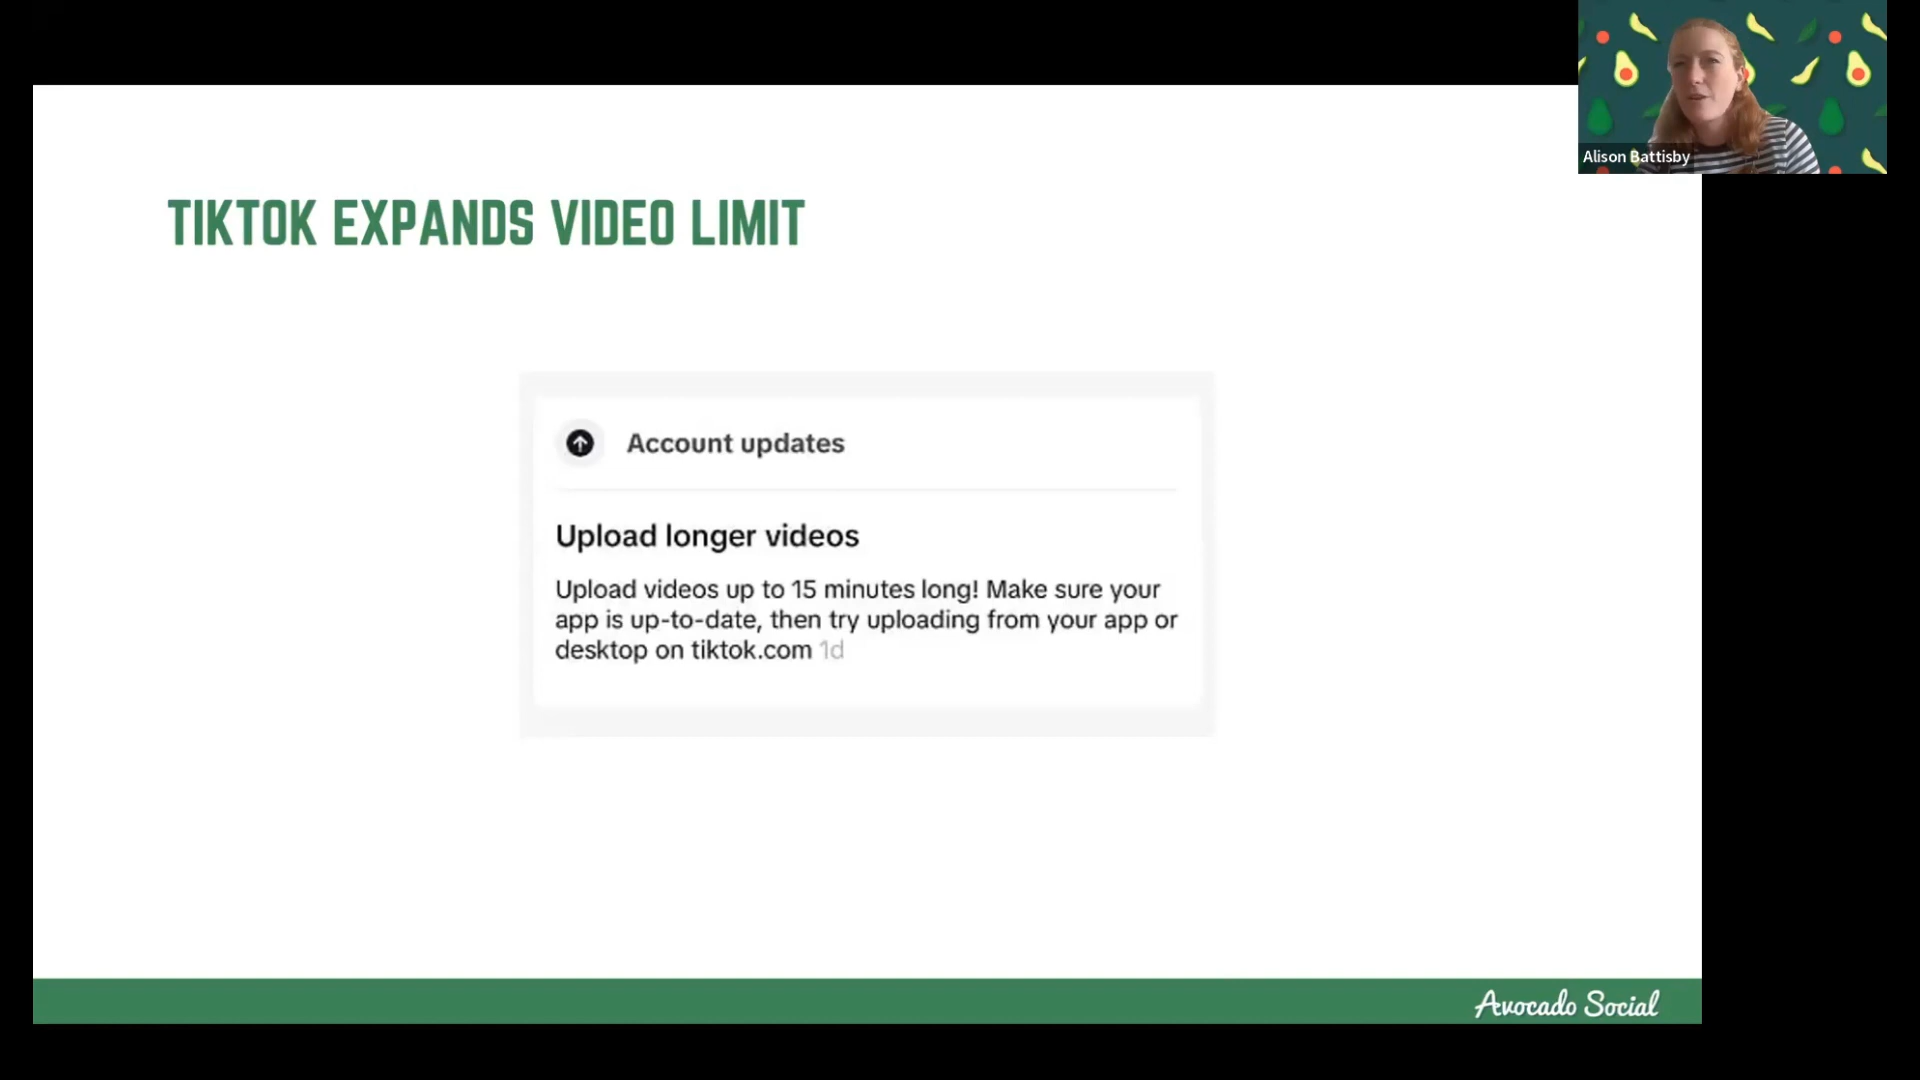 TIKTOK EXPANDS VIDEO LIMIT
Alison Battisby
Account updates
Upload longer videos
Upload videos up to 15 minutes long! Make sure your
app is up-to-date, then try uploading from your app or
desktop on tiktok.com 1d
Avocado Social